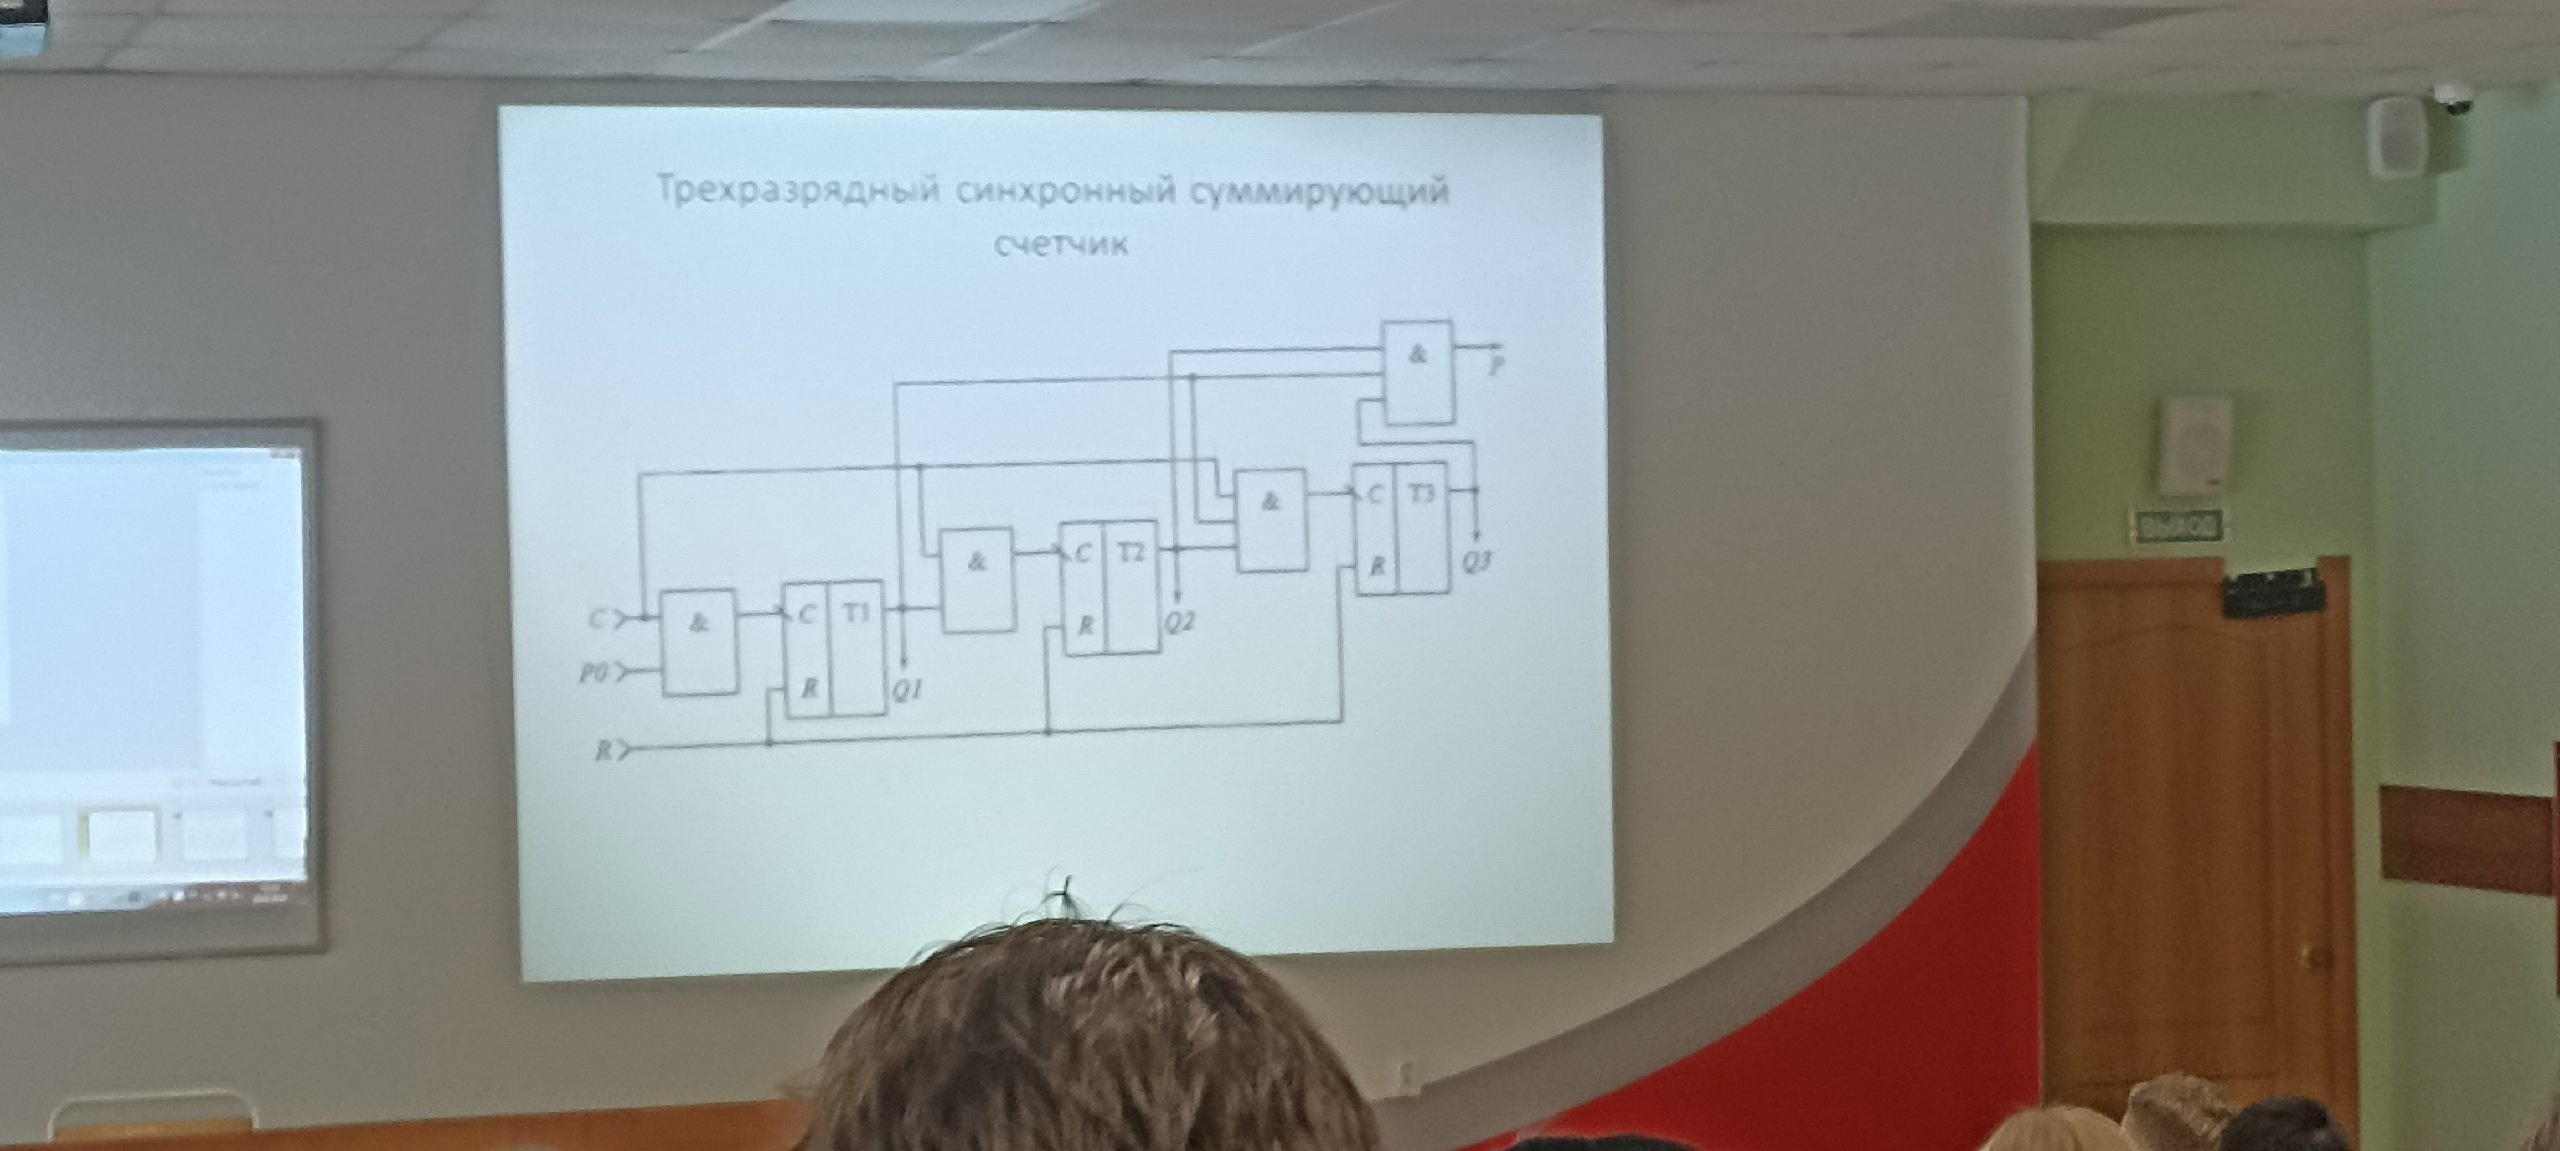 Трехразрядный синхронный суммирующий
счетчик
&
P
&
C T3
R
Q3
&
C T2
R
Q2
C
&
C T1
R
Q1
P0
R
ВЫХОД